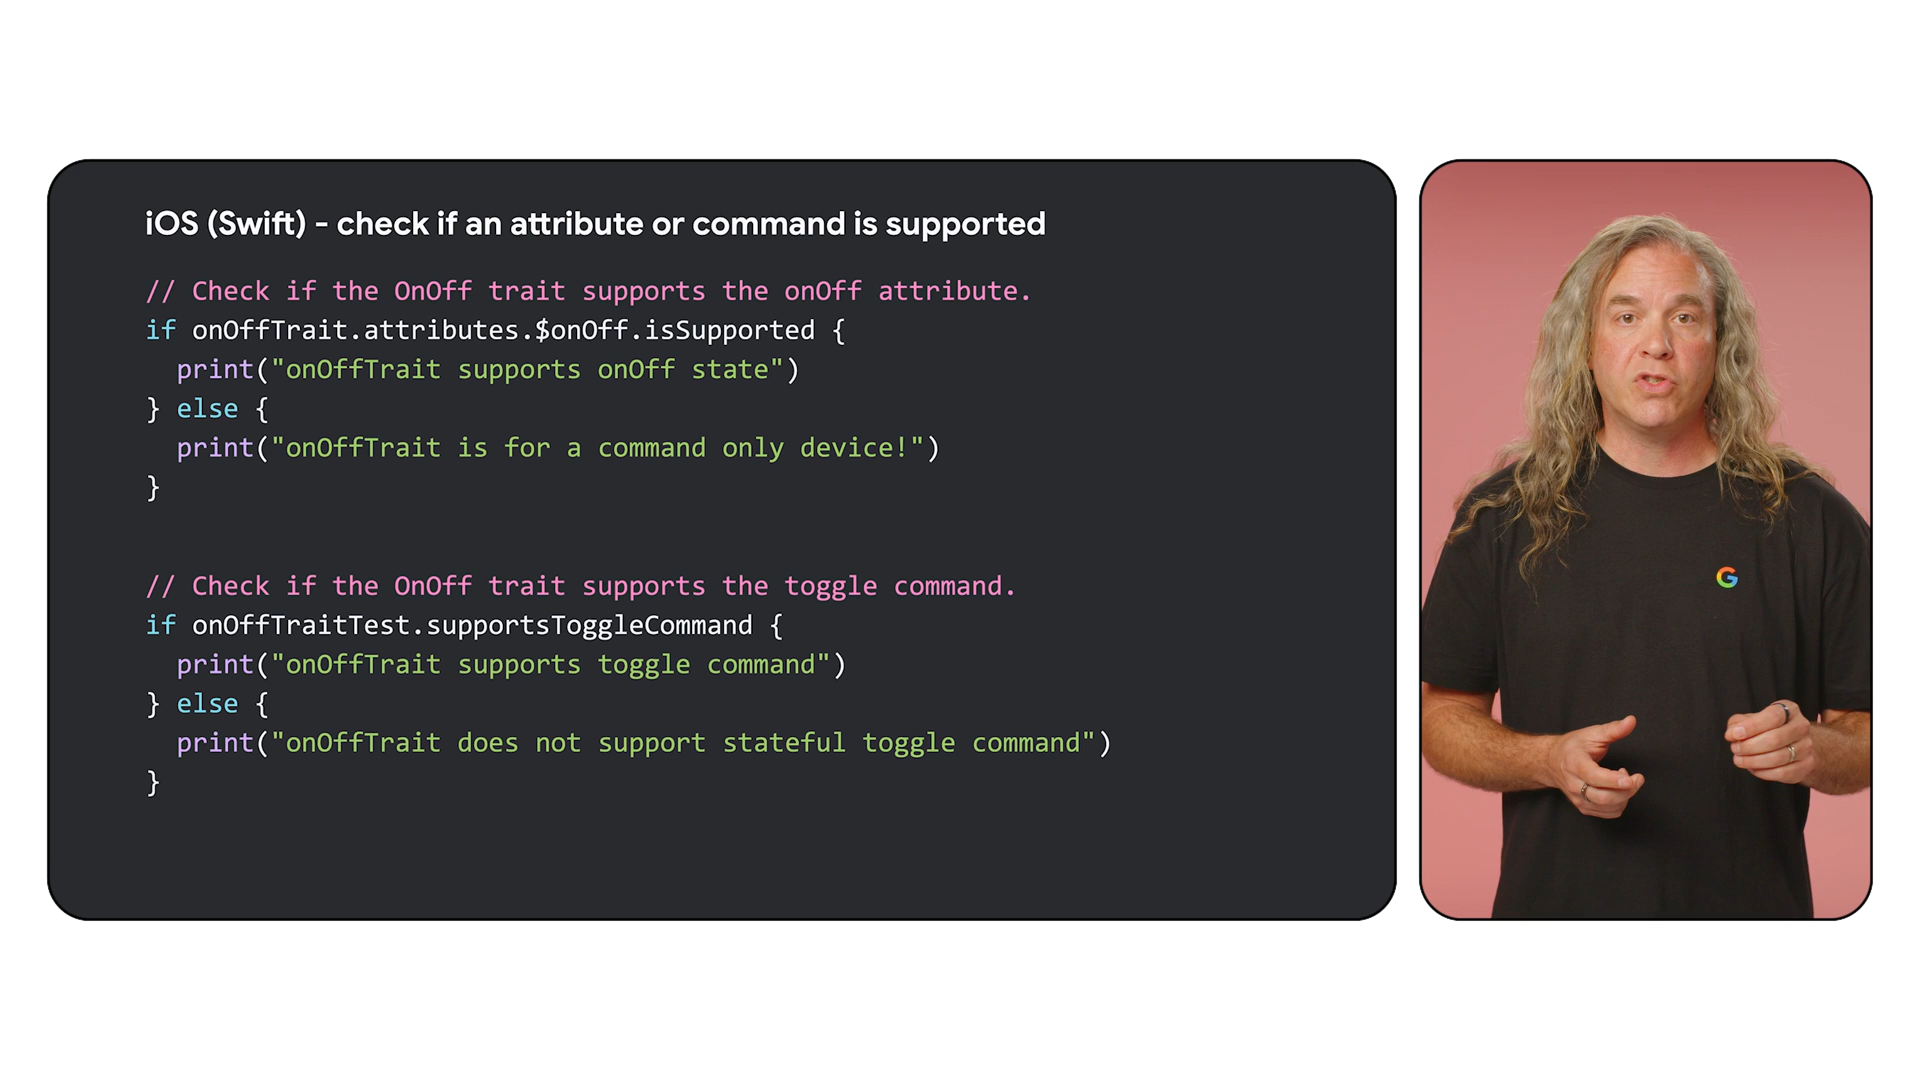 iOS (Swift) - check if an attribute or command is supported
// Check if the OnOff trait supports the onOff attribute.
if onOffTrait.attributes.$onOff.isSupported {
  print("onOffTrait supports onOff state")
} else {
  print("onOffTrait is for a command only device!")
}
// Check if the OnOff trait supports the toggle command.
if onOffTraitTest.supportsToggleCommand {
  print("onOffTrait supports toggle command")
} else {
  print("onOffTrait does not support stateful toggle command")
}
G